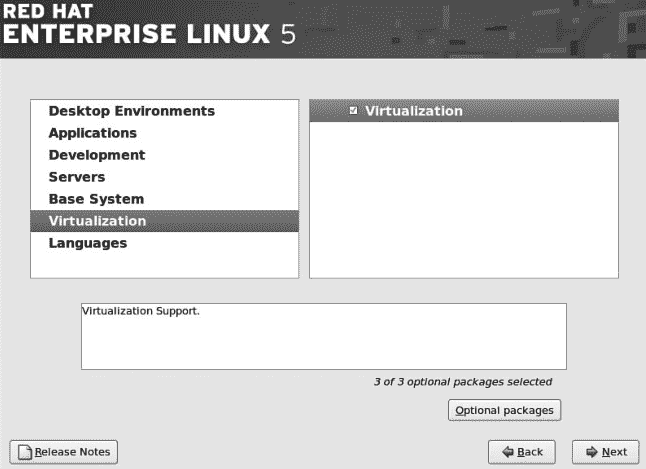 RED HAT
ENTERPRISE LINUX 5
Desktop Environments
Applications
Development
Servers
Base System
Virtualization
Languages
Virtualization
Virtualization Support.
3 of 3 optional packages selected
Optional packages
Release Notes
Back
Next